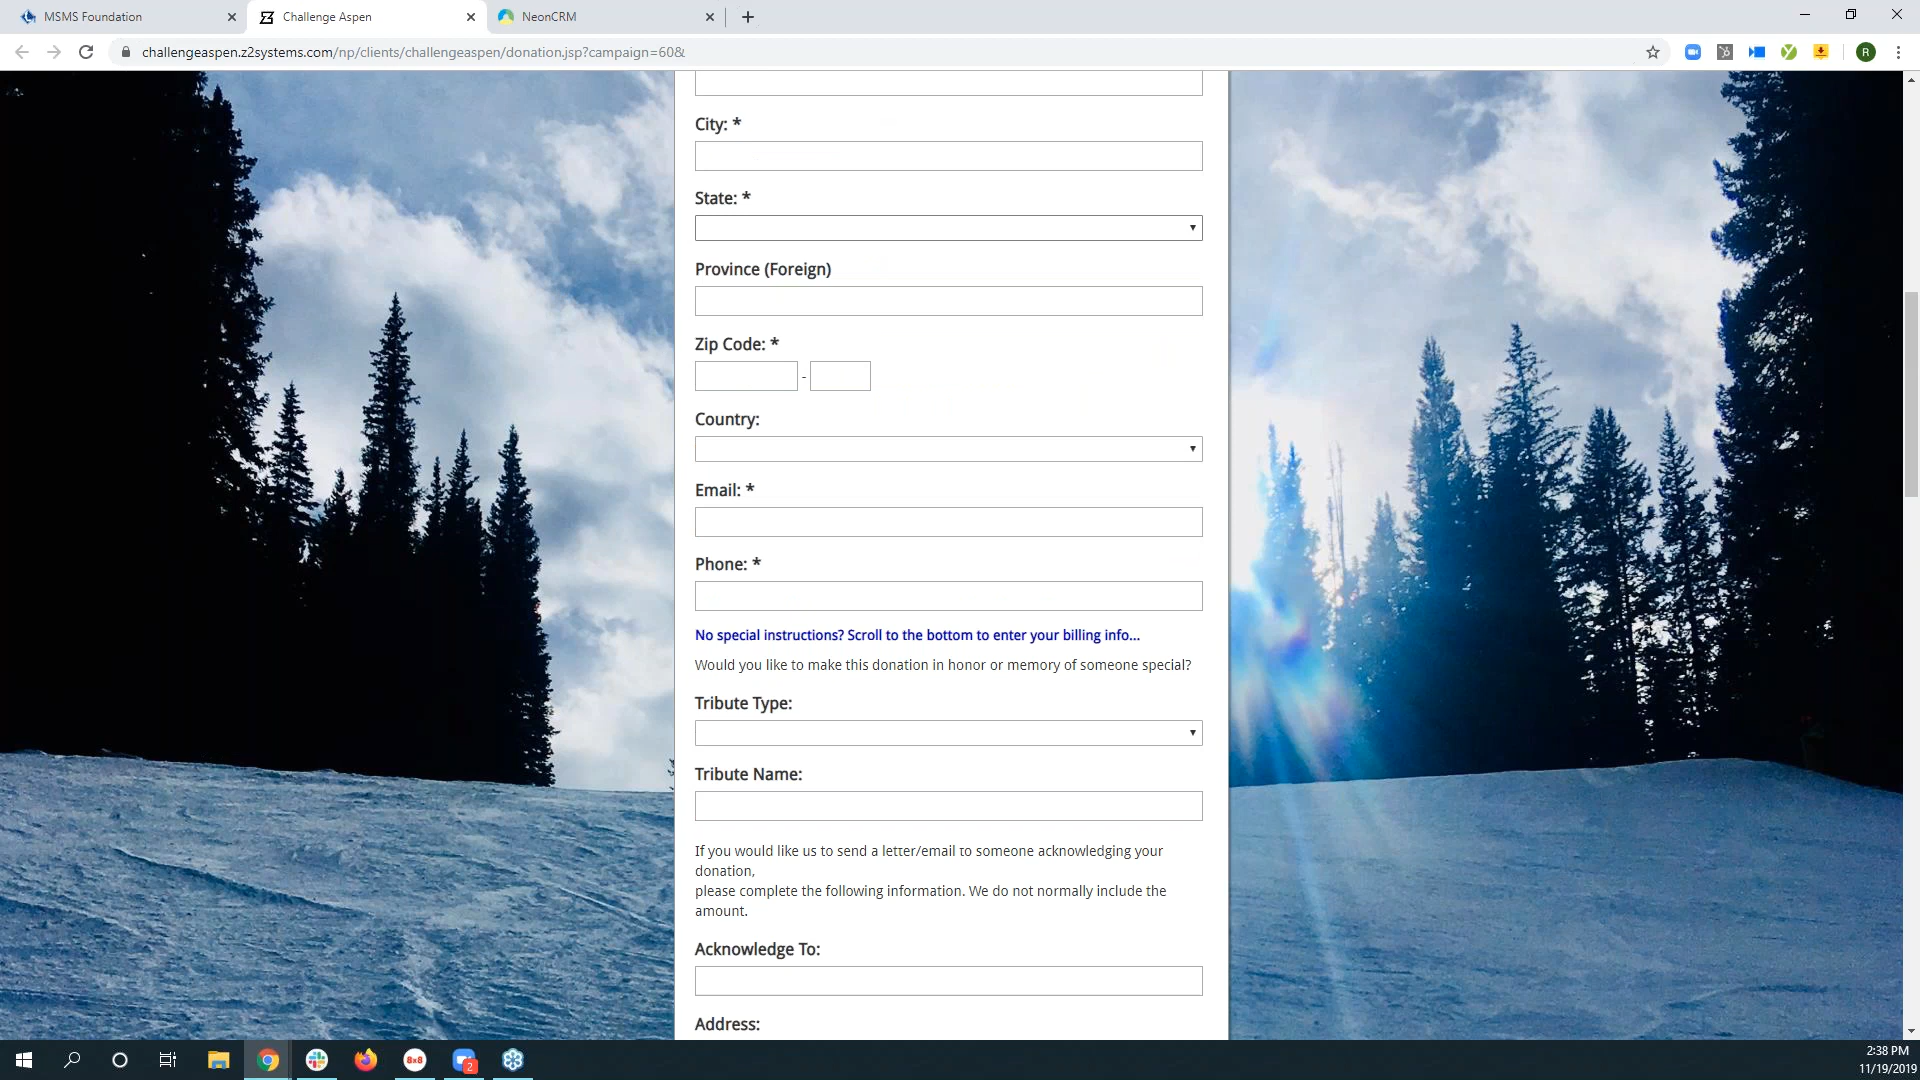 MSMS Foundation
Challenge Aspen
NeonCRM
challengeaspen.z2systems.com/np/clients/challengeaspen/donation.jsp?campaign=60&
R
City: *
State: *
Province (Foreign)
Zip Code: *
-
Country:
Email: *
Phone: *
No special instructions? Scroll to the bottom to enter your billing info...
Would you like to make this donation in honor or memory of someone special?
Tribute Type:
Tribute Name:
If you would like us to send a letter/email to someone acknowledging your
donation,
please complete the following information. We do not normally include the
amount.
Acknowledge To:
Address:
8x8
2
2:38 PM
11/19/2019